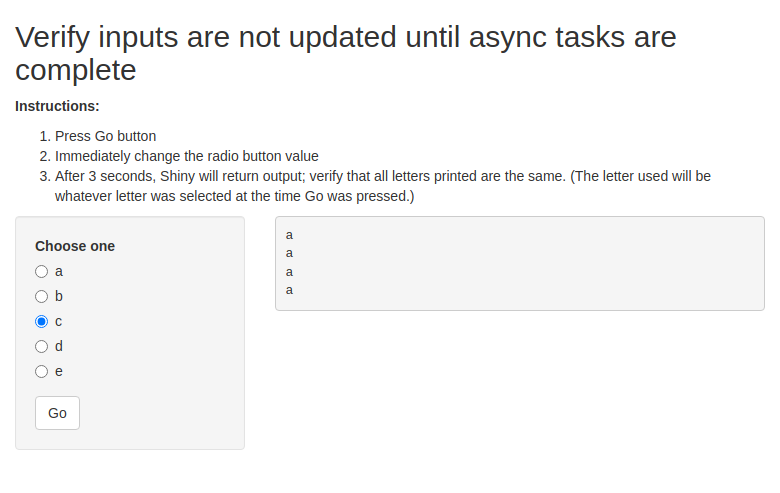 Verify inputs are not updated until async tasks are
complete
Instructions:
1. Press Go button
2. Immediately change the radio button value
3. After 3 seconds, Shiny will return output; verify that all letters printed are the same. (The letter used will be
whatever letter was selected at the time Go was pressed.)
Choose one
a
b
c
d
e
Go
a
a
a
a